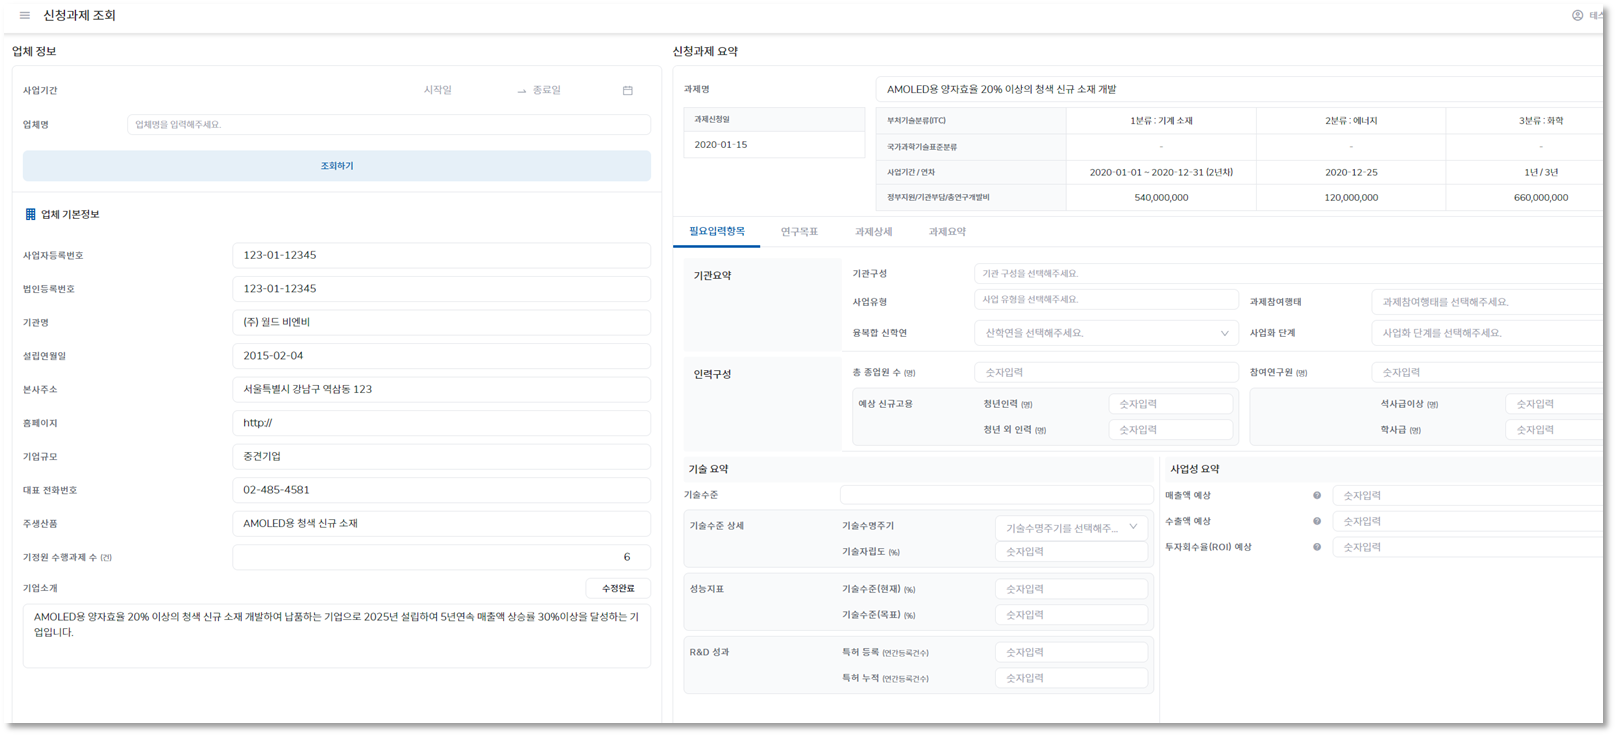 신청과제 조회
테스
업체 정보
사업기간
시작일
종료일
업체명
업체명을 입력해주세요.
조회하기
업체 기본정보
사업자등록번호
123-01-12345
법인등록번호
123-01-12345
기관명
(주) 월드 비엔비
설립연월일
2015-02-04
본사주소
서울특별시 강남구 역삼동 123
홈페이지
http://
기업규모
중견기업
대표 전화번호
02-485-4581
주생산품
AMOLED용 청색 신규 소재
기정원 수행과제 수 (건)
6
기업소개
수정완료
AMOLED용 양자효율 20% 이상의 청색 신규 소재 개발하여 납품하는 기업으로 2025년 설립하여 5년연속 매출액 상승률 30%이상을 달성하는 기
업입니다.
신청과제 요약
과제명
AMOLED용 양자효율 20% 이상의 청색 신규 소재 개발
과제신청일
2020-01-15
부처기술분류(ITC)
1분류 : 기계 소재
2분류 : 에너지
3분류 : 화학
국가과학기술표준분류
-
-
-
사업기간 / 연차
2020-01-01 ~ 2020-12-31 (2년차)
2020-12-25
1년 / 3년
정부지원/기관부담/총연구개발비
540,000,000
120,000,000
660,000,000
필요입력항목
연구목표
과제상세
과제요약
기관요약
기관구성
기관 구성을 선택해주세요.
사업유형
사업 유형을 선택해주세요.
과제참여행태
과제참여행태를 선택해주세요.
융복합 산학연
산학연을 선택해주세요.
사업화 단계
사업화 단계를 선택해주세요.
인력구성
총 종업원 수 (명)
숫자입력
참여연구원 (명)
숫자입력
예상 신규고용
청년인력 (명)
숫자입력
석사급이상 (명)
숫자입력
청년 외 인력 (명)
숫자입력
학사급 (명)
숫자입력
기술 요약
기술수준
기술수준 상세
기술수명주기
기술수명주기를 선택해주...
기술자립도 (%)
숫자입력
성능지표
기술수준(현재) (%)
숫자입력
기술수준(목표) (%)
숫자입력
R&D 성과
특허 등록 (연간등록건수)
숫자입력
특허 누적 (연간등록건수)
숫자입력
사업성 요약
매출액 예상
숫자입력
수출액 예상
숫자입력
투자회수율(ROI) 예상
숫자입력